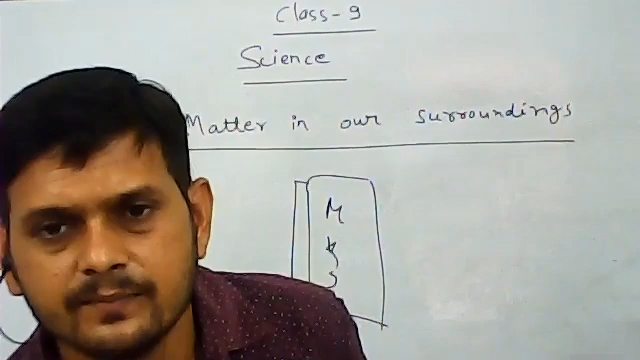 Class-9
Science
Matter in our surroundings
M
K
S